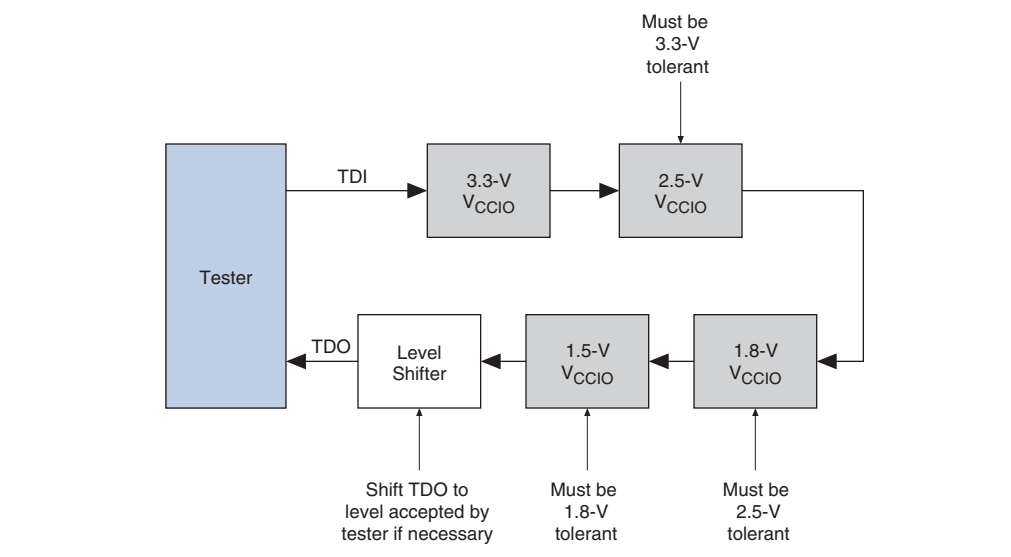 Must be
3.3-V
tolerant
TDI
3.3-V
VCCIO
2.5-V
VCCIO
Tester
TDO
Level
Shifter
1.5-V
VCCIO
1.8-V
VCCIO
Shift TDO to
level accepted by
tester if necessary
Must be
1.8-V
tolerant
Must be
2.5-V
tolerant